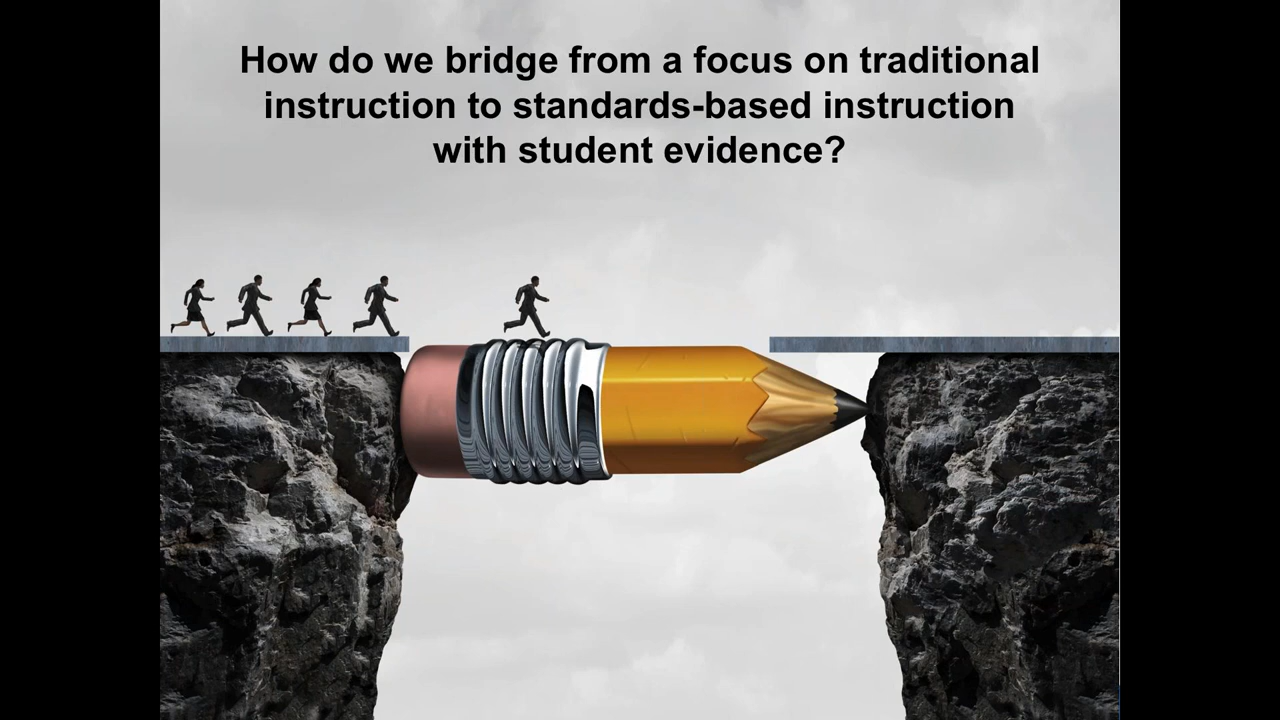 How do we bridge from a focus on traditional
instruction to standards-based instruction
with student evidence?